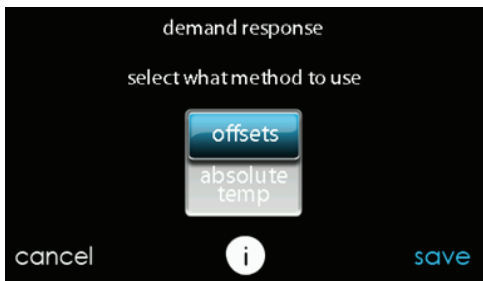 demand response
select what method to use
offsets
absolute
temp
cancel
i
save